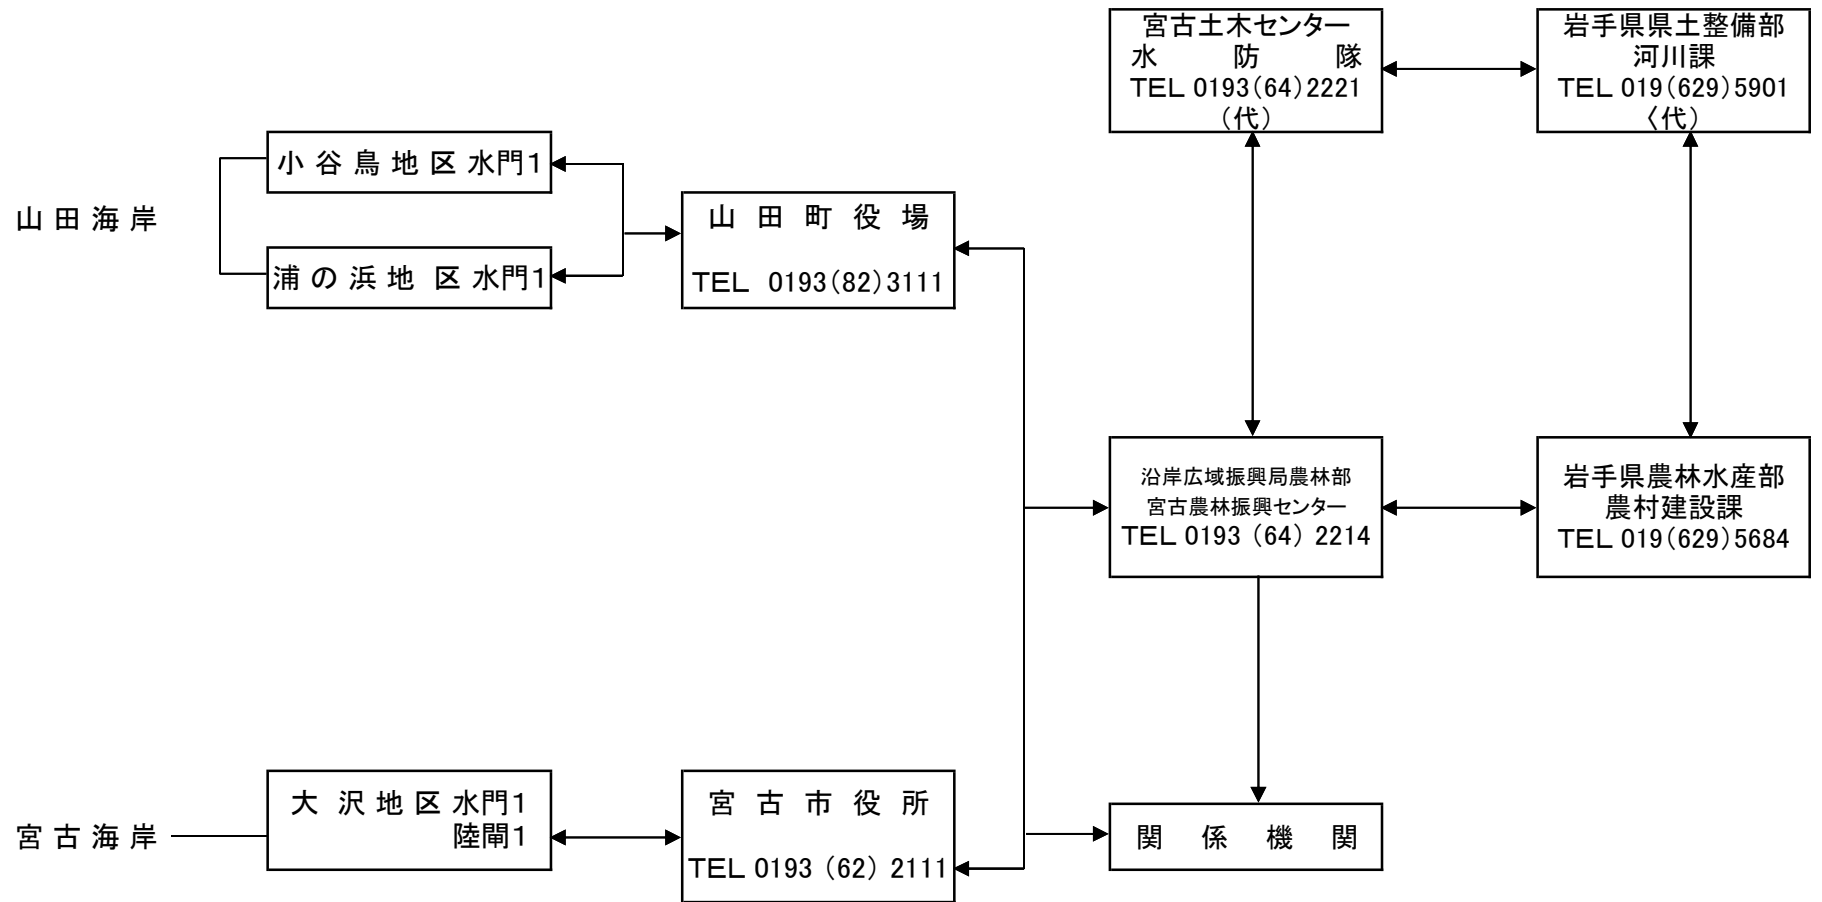 宮古土木センター
水防隊
TEL 0193(64)2221
(代)
岩手県県土整備部
河川課
TEL 019(629)5901
〈代)
山田海岸
小谷鳥地区水門1
浦の浜地区水門1
山田町役場
TEL 0193(82)3111
沿岸広域振興局農林部
宮古農林振興センター
TEL 0193 (64) 2214
岩手県農林水産部
農村建設課
TEL 019(629)5684
宮古海岸
大沢地区水門1
陸閘1
宮古市役所
TEL 0193 (62) 2111
関係機関